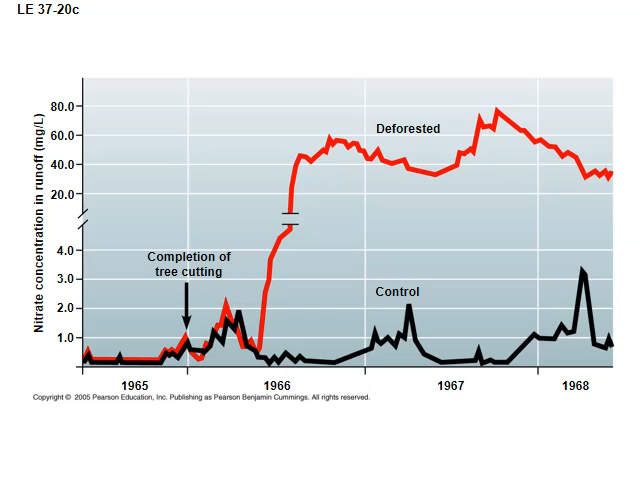 LE 37-20c
Nitrate concentration in runoff (mg/L)
80.0
60.0
40.0
20.0
4.0
3.0
2.0
1.0
Deforested
Completion of
tree cutting
Control
1965
1966
1967
1968
Copyright © 2005 Pearson Education, Inc. Publishing as Pearson Benjamin Cummings. All rights reserved.